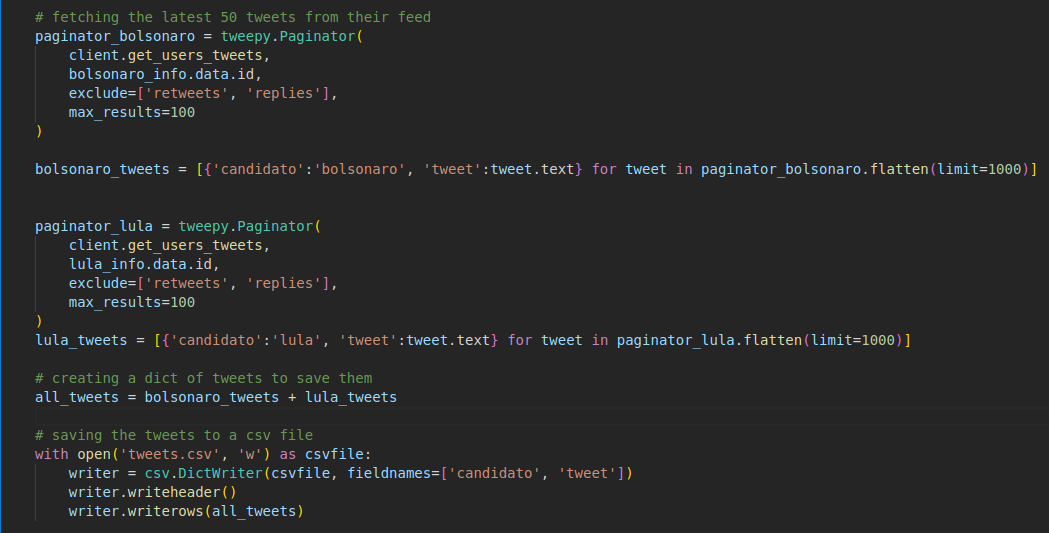 # fetching the latest 50 tweets from their feed
paginator_bolsonaro = tweepy.Paginator(
    client.get_users_tweets,
    bolsonaro_info.data.id,
    exclude=['retweets', 'replies'],
    max_results=100
)
bolsonaro_tweets = [{'candidato':'bolsonaro', 'tweet':tweet.text} for tweet in paginator_bolsonaro.flatten(limit=1000)]
paginator_lula = tweepy.Paginator(
    client.get_users_tweets,
    lula_info.data.id,
    exclude=['retweets', 'replies'],
    max_results=100
)
lula_tweets = [{'candidato':'lula', 'tweet':tweet.text} for tweet in paginator_lula.flatten(limit=1000)]
# creating a dict of tweets to save them
all_tweets = bolsonaro_tweets + lula_tweets
# saving the tweets to a csv file
with open('tweets.csv', 'w') as csvfile:
    writer = csv.DictWriter(csvfile, fieldnames=['candidato', 'tweet'])
    writer.writeheader()
    writer.writerows(all_tweets)